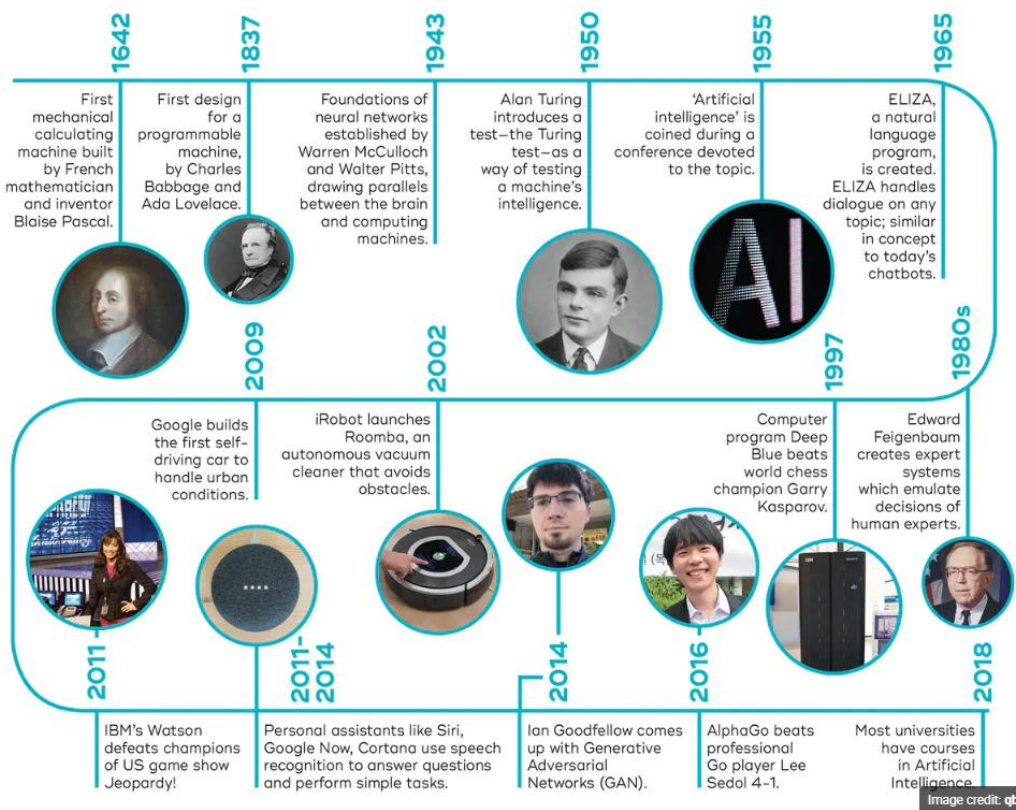 1642
First
mechanical
calculating
machine built
by French
mathematician
and inventor
Blaise Pascal.
1837
First design
for a
programmable
machine,
by Charles
Babbage and
Ada Lovelace.
1943
Foundations of
neural networks
established by
Warren McCulloch
and Walter Pitts,
drawing parallels
between the brain
and computing
machines.
1950
Alan Turing
introduces a
test—the Turing
test—as a
way of testing
a machine's
intelligence.
1955
'Artificial
intelligence' is
coined during a
conference devoted
to the topic.
AI
1965
ELIZA,
a natural
language
program,
is created.
ELIZA handles
dialogue on any
topic; similar
in concept
to today's
chatbots.
1980s
Edward
Feigenbaum
creates expert
systems
which emulate
decisions of
human experts.
1997
Computer
program Deep
Blue beats
world chess
champion Garry
Kasparov.
2002
iRobot launches
Roomba, an
autonomous vacuum
cleaner that avoids
obstacles.
2009
Google builds
the first self-
driving car to
handle urban
conditions.
2011
IBM's Watson
defeats champions
of US game show
Jeopardy!
2011-
2014
Personal assistants like Siri,
Google Now, Cortana use speech
recognition to answer questions
and perform simple tasks.
2014
Ian Goodfellow comes
up with Generative
Adversarial
Networks (GAN).
2016
AlphaGo beats
professional
Go player Lee
Sedol 4-1.
2018
Most universities
have courses
in Artificial
Intelligence.
Image credit: